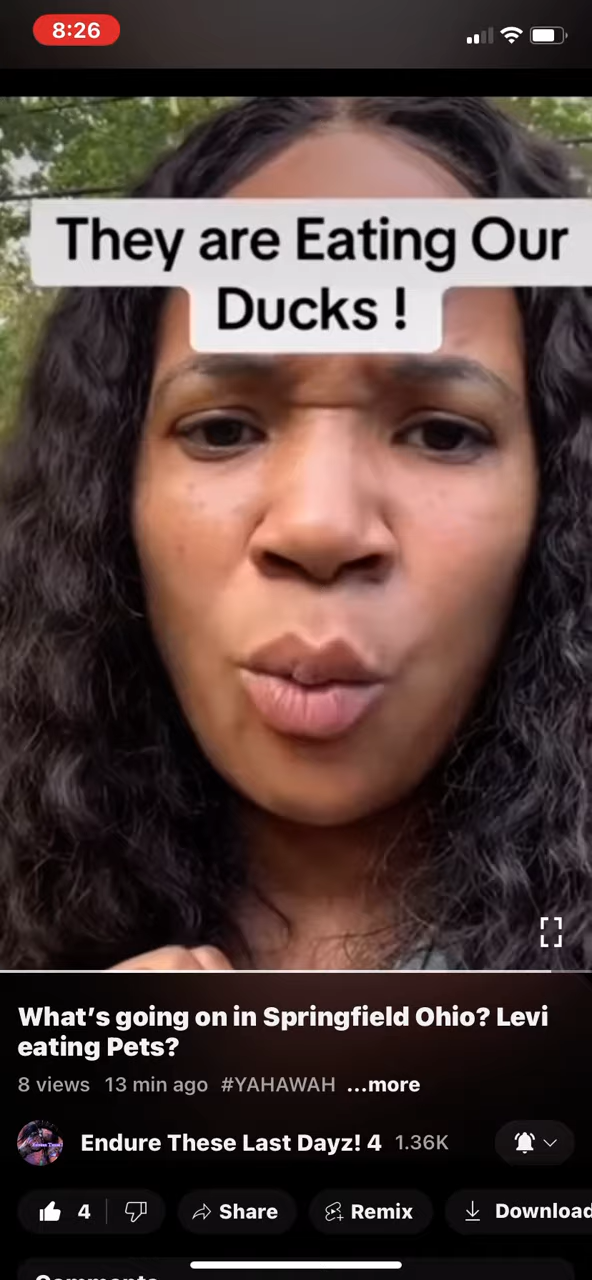 8:26
They are Eating Our
Ducks !
What's going on in Springfield Ohio? Levi
eating Pets?
8 views 13 min ago #YAHAWAH ...more
Endure These Last Dayz! 4 1.36K
4 Share Remix Download
Comments